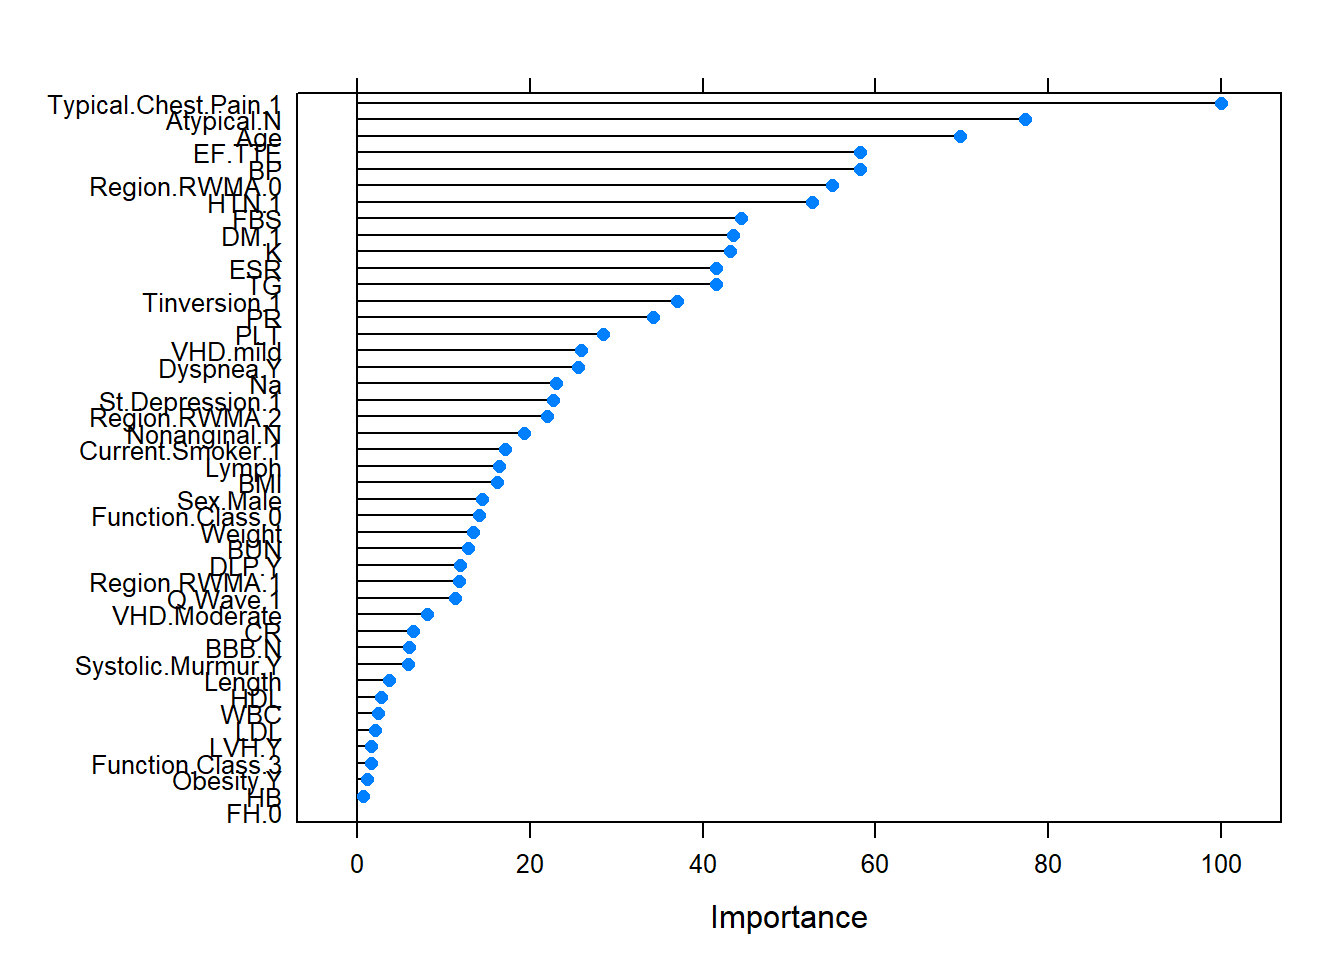 Typical.Chest.Pain.1
Atypical.N
Age
EF.TTE
BP
Region.RWMA.0
HTN.1
FBS
DM.1
K
ESR
TG
Tinversion.1
PR
PLT
VHD.mild
Dyspnea.Y
Na
St.Depression.1
Region.RWMA.2
Nonanginal.N
Current.Smoker.1
Lymph
BMI
Sex.Male
Function.Class.0
Weight
BUN
DLP.Y
Region.RWMA.1
Q.Wave.1
VHD.Moderate
CR
BBB.N
Systolic.Murmur.Y
Length
HDL
WBC
LDL
LVH.Y
Function.Class.3
Obesity.Y
HB
FH.0
0 20 40 60 80 100
Importance